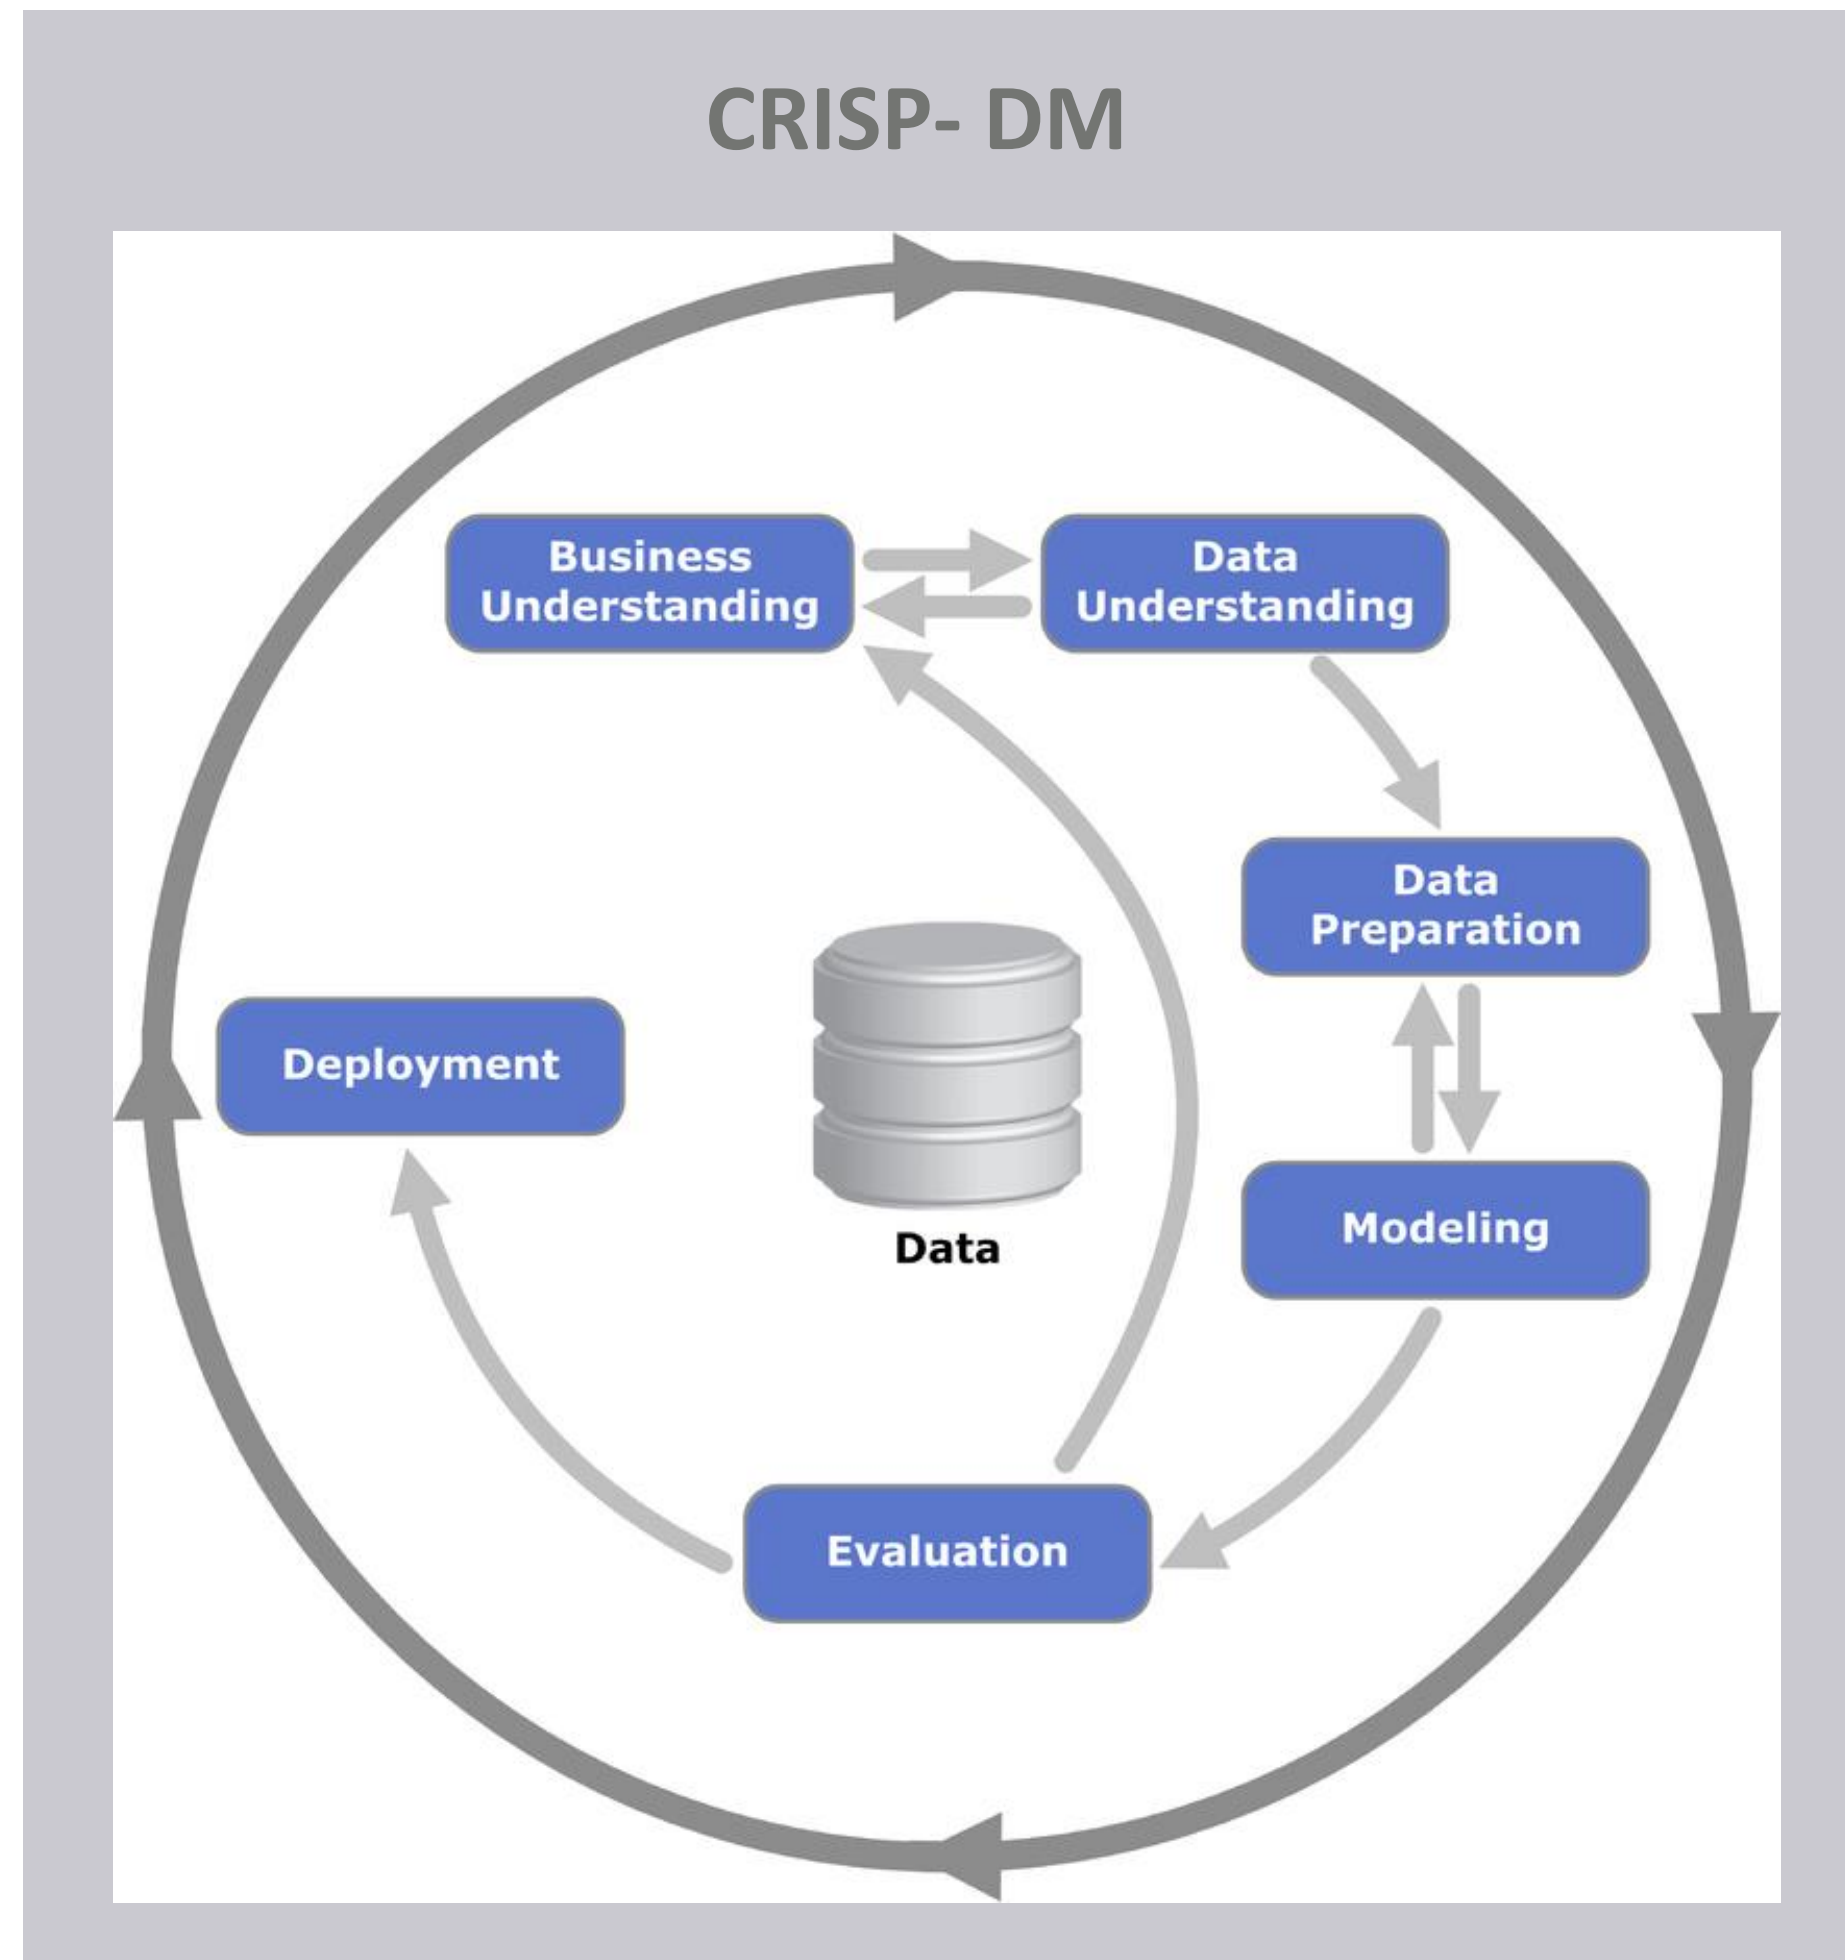 CRISP- DM
Business
Understanding
Data
Understanding
Data
Preparation
Deployment
Modeling
Data
Evaluation